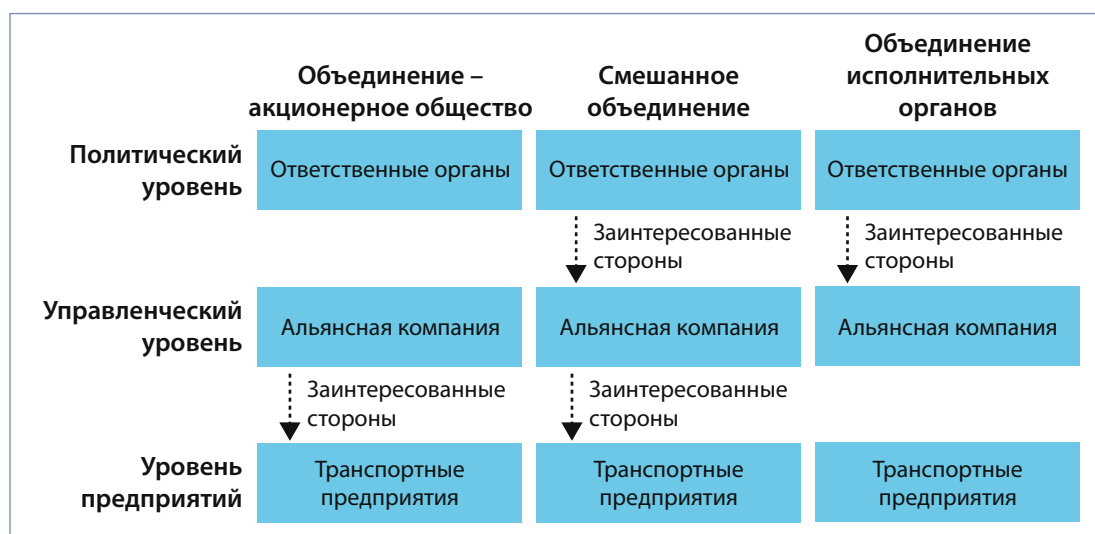 Объединение –
акционерное общество
Смешанное
объединение
Объединение
исполнительных
органов
Политический
уровень
Ответственные органы
Ответственные органы
Ответственные органы
Заинтересованные
стороны
Заинтересованные
стороны
Управленческий
уровень
Альянсная компания
Альянсная компания
Альянсная компания
Заинтересованные
стороны
Заинтересованные
стороны
Уровень
предприятий
Транспортные
предприятия
Транспортные
предприятия
Транспортные
предприятия